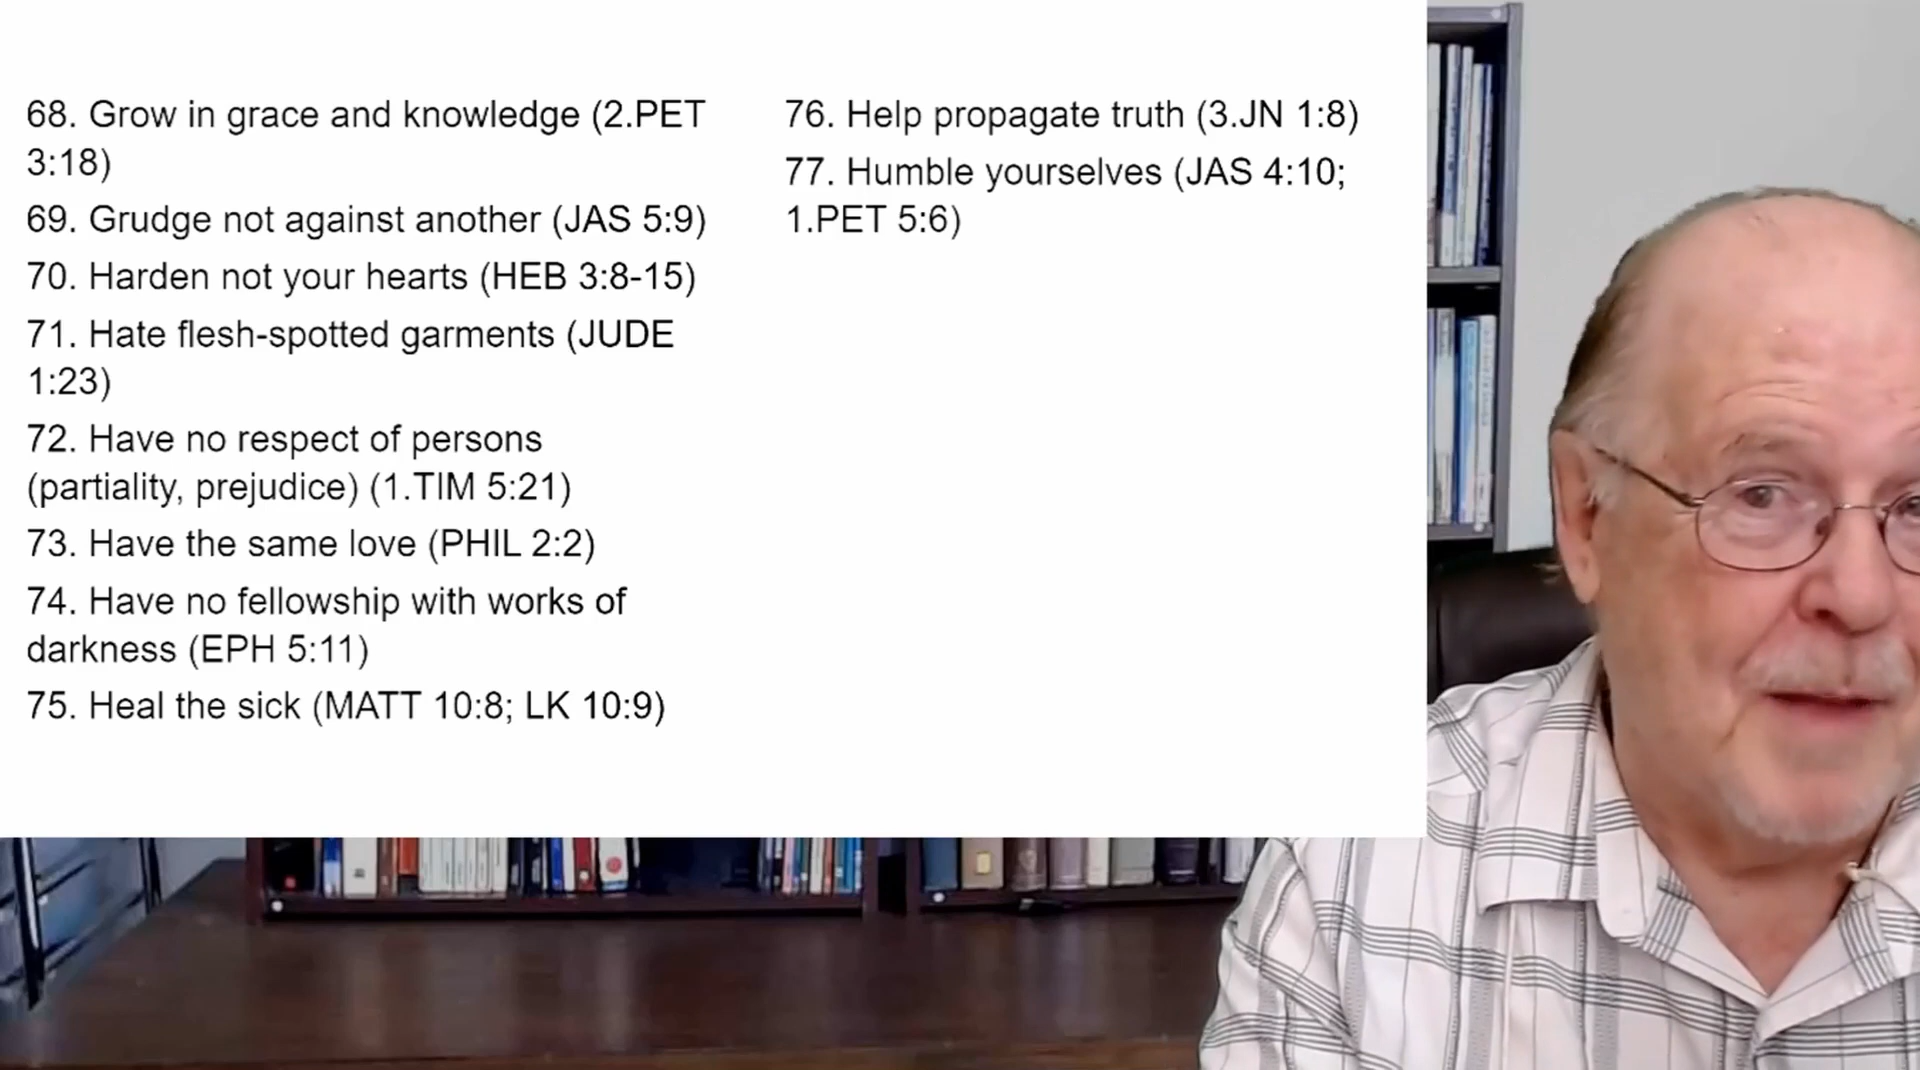 68. Grow in grace and knowledge (2.PET
3:18)
69. Grudge not against another (JAS 5:9)
70. Harden not your hearts (HEB 3:8-15)
71. Hate flesh-spotted garments (JUDE
1:23)
72. Have no respect of persons
(partiality, prejudice) (1.TIM 5:21)
73. Have the same love (PHIL 2:2)
74. Have no fellowship with works of
darkness (EPH 5:11)
75. Heal the sick (MATT 10:8; LK 10:9)
76. Help propagate truth (3.JN 1:8)
77. Humble yourselves (JAS 4:10;
1.PET 5:6)